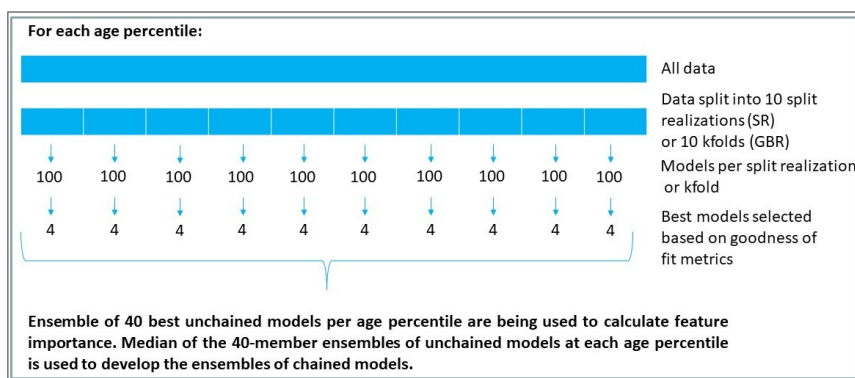 For each age percentile:
All data
Data split into 10 split
realizations (SR)
or 10 kfolds (GBR)
100 100 100 100 100 100 100 100 100 100
Models per split realization
or kfold
4 4 4 4 4 4 4 4 4 4
Best models selected
based on goodness of
fit metrics
Ensemble of 40 best unchained models per age percentile are being used to calculate feature
importance. Median of the 40-member ensembles of unchained models at each age percentile
is used to develop the ensembles of chained models.